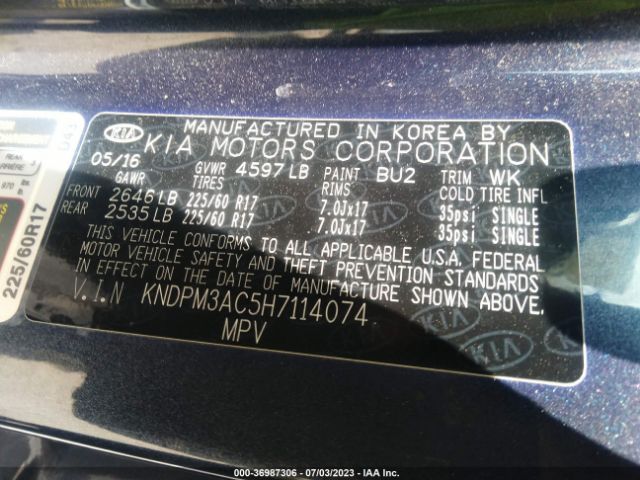 MANUFACTURED IN KOREA BY
KIA KIA MOTORS CORPORATION
05/16 GVWR 4597 LB PAINT BU2 TRIM WK
GAWR TIRES RIMS COLD TIRE INFL
FRONT 2646 LB 225/60 R17 7.0Jx17 35psi SINGLE
REAR 2535 LB 225/60 R17 7.0Jx17 35psi SINGLE
THIS VEHICLE CONFORMS TO ALL APPLICABLE U.S.A. FEDERAL
MOTOR VEHICLE SAFETY AND THEFT PREVENTION STANDARDS
IN EFFECT ON THE DATE OF MANUFACTURE SHOWN ABOVE.
V.I.N KNDPM3AC5H7114074
MPV
REAR
970 lbs.
225/60R17
000-36987306 - 07/03/2023 - IAA Inc.